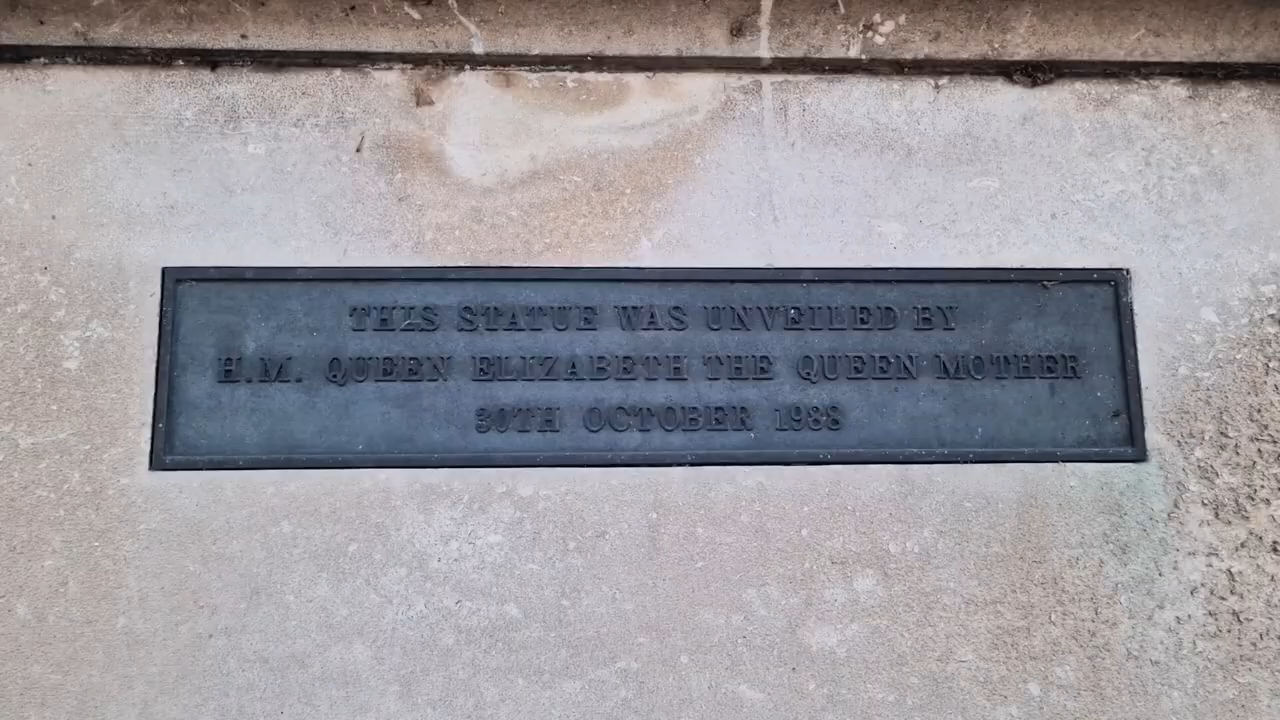 THIS STATUE WAS UNVEILED BY
H.M. QUEEN ELIZABETH THE QUEEN MOTHER
30TH OCTOBER 1988